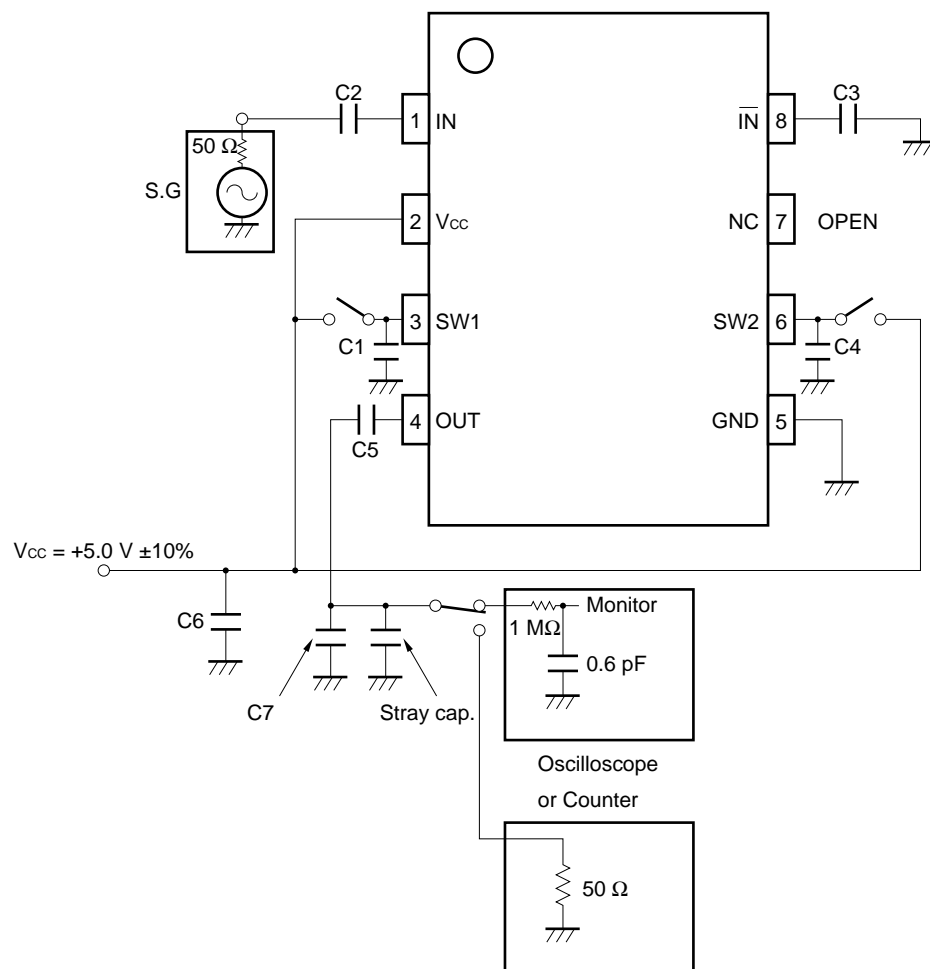 C2
1 IN
IN 8
C3
50 Ω
S.G
2 VCC
NC 7 OPEN
3 SW1
SW2 6
C1
C4
4 OUT
GND 5
C5
VCC = +5.0 V ±10%
C6
Monitor
1 MΩ
0.6 pF
C7
Stray cap.
Oscilloscope
or Counter
50 Ω